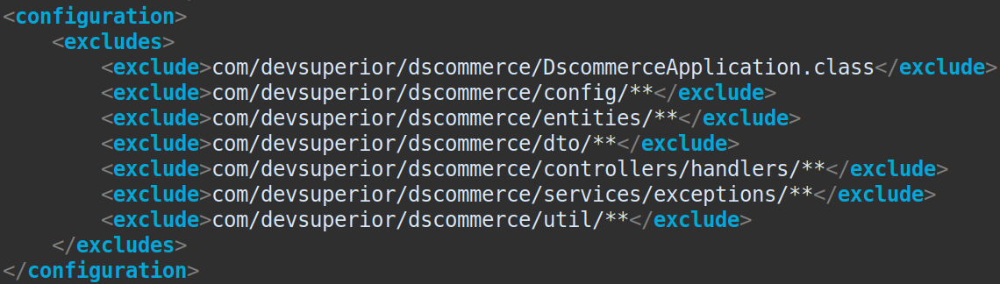 <configuration>
    <excludes>
        <exclude>com/devsuperior/dscommerce/DscommerceApplication.class</exclude>
        <exclude>com/devsuperior/dscommerce/config/**</exclude>
        <exclude>com/devsuperior/dscommerce/entities/**</exclude>
        <exclude>com/devsuperior/dscommerce/dto/**</exclude>
        <exclude>com/devsuperior/dscommerce/controllers/handlers/**</exclude>
        <exclude>com/devsuperior/dscommerce/services/exceptions/**</exclude>
        <exclude>com/devsuperior/dscommerce/util/**</exclude>
    </excludes>
</configuration>